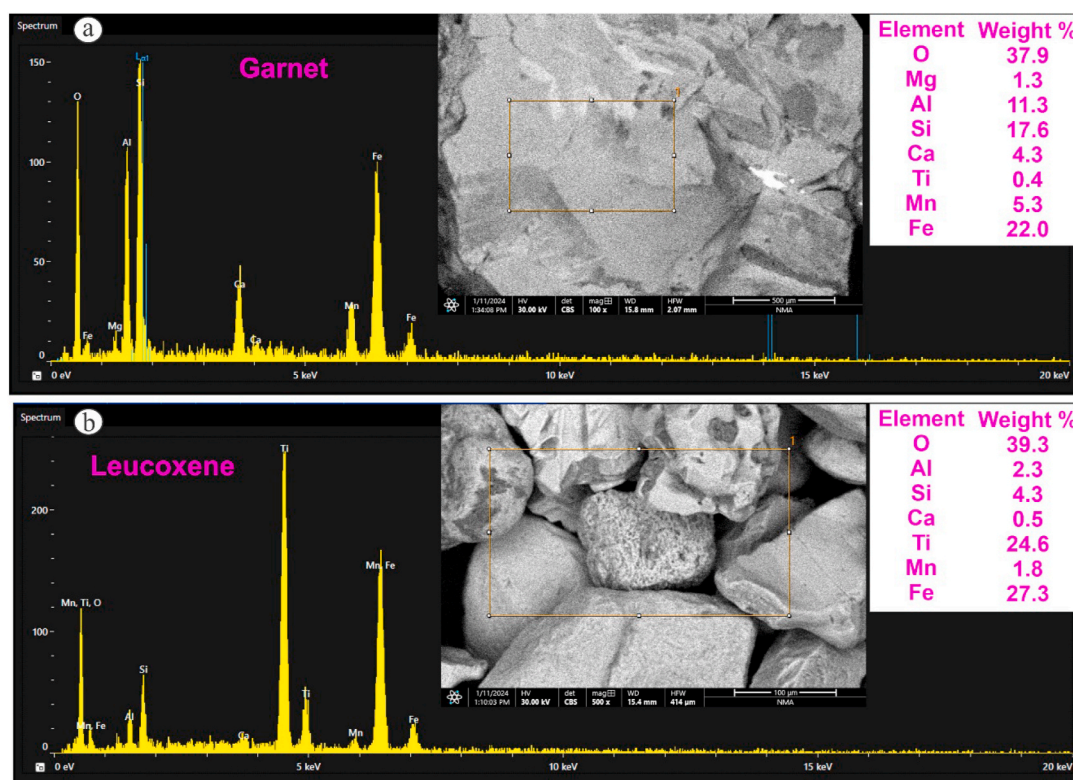 Spectrum a
Garnet
150
100
50
0
O
Fe
Mg
Al
Si
Ca
Ca
Mn
Fe
Fe
0 eV 5 keV 10 keV 15 keV 20 keV
1/11/2024 HV det mag WD HFW 500 µm
1:34:08 PM 30.00 kV CBS 100 x 15.8 mm 2.07 mm NMA
Element Weight %
O 37.9
Mg 1.3
Al 11.3
Si 17.6
Ca 4.3
Ti 0.4
Mn 5.3
Fe 22.0
Spectrum b
Leucoxene
200
100
0
Mn, Ti, O
Mn, Fe
Al
Si
Ca
Ti
Ti
Mn
Mn, Fe
Fe
0 eV 5 keV 10 keV 15 keV 20 keV
1
1/11/2024 HV det mag WD HFW 100 µm
1:10:03 PM 30.00 kV CBS 500 x 15.4 mm 414 µm NMA
Element Weight %
O 39.3
Al 2.3
Si 4.3
Ca 0.5
Ti 24.6
Mn 1.8
Fe 27.3